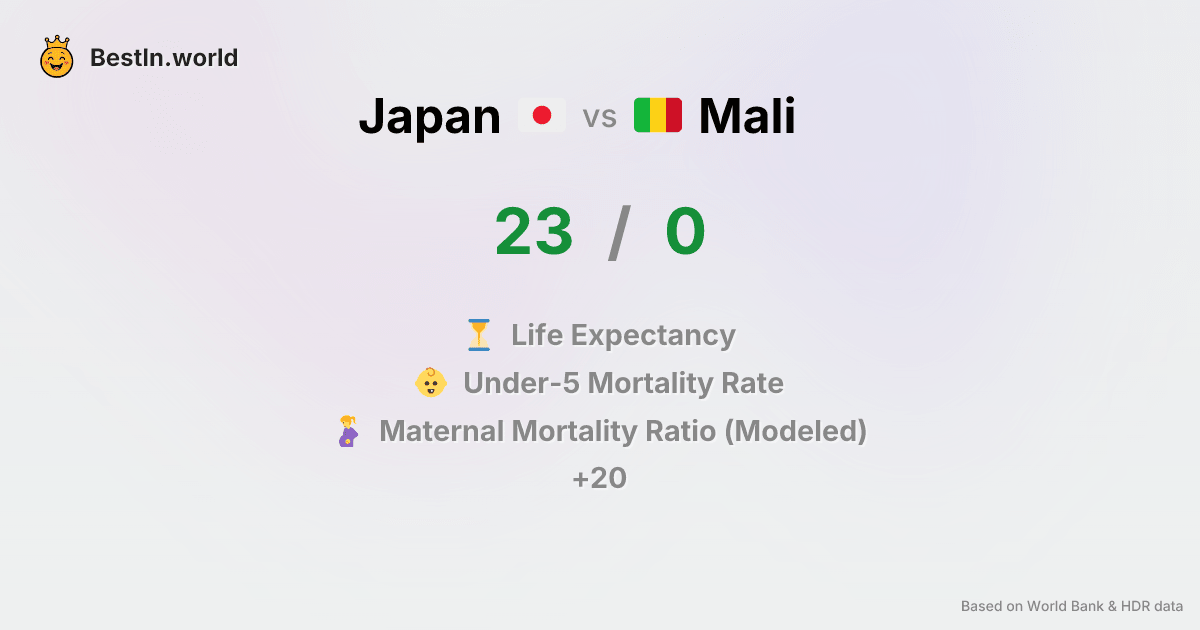 BestIn.world
Japan vs Mali
23 / 0
Life Expectancy
Under-5 Mortality Rate
Maternal Mortality Ratio (Modeled)
+20
Based on World Bank & HDR data